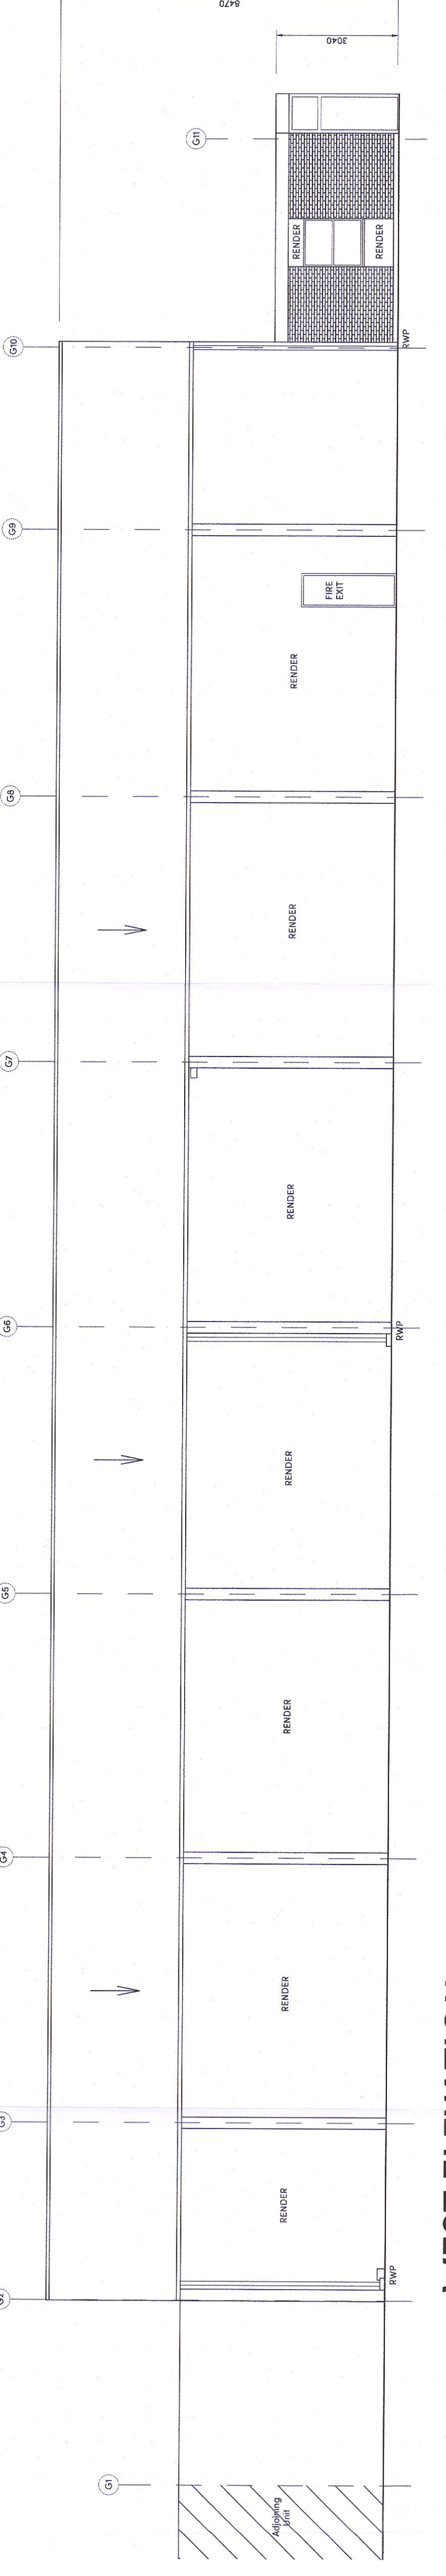 8470
3040
G11
RENDER
RENDER
G10
RWP
G9
FIRE
EXIT
RENDER
G8
RENDER
G7
RENDER
G6
RWP
RENDER
G5
RENDER
G4
RENDER
G3
RENDER
G2
RWP
G1
Adjoining
Unit